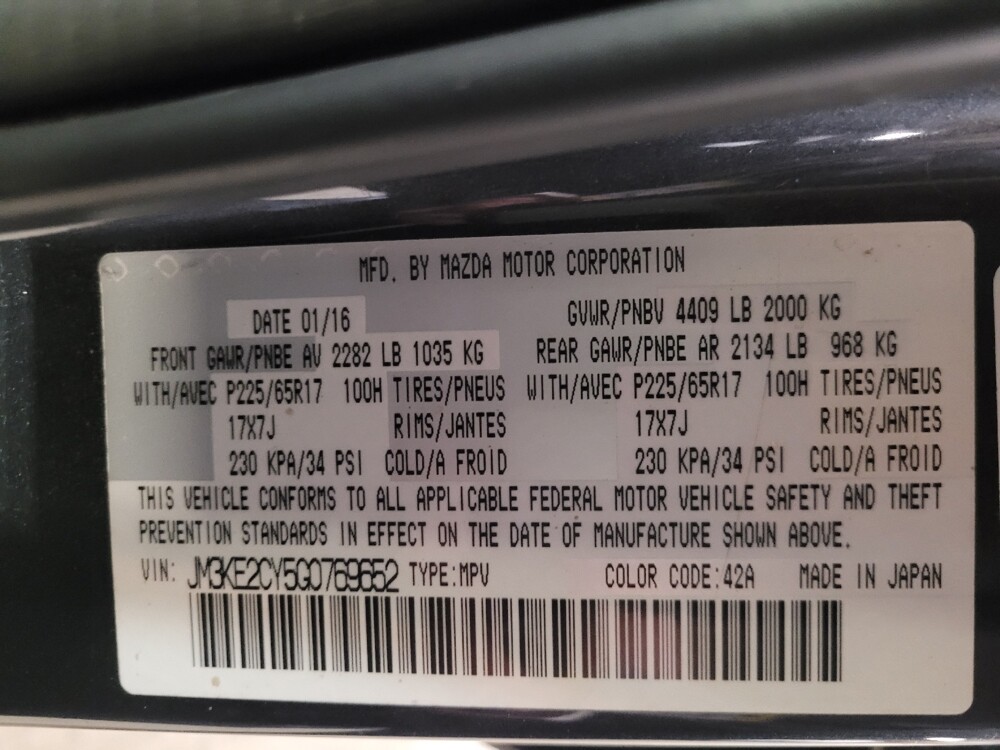 MFD. BY MAZDA MOTOR CORPORATION
DATE 01/16 GVWR/PNBV 4409 LB 2000 KG
FRONT GAWR/PNBE AV 2282 LB 1035 KG REAR GAWR/PNBE AR 2134 LB 968 KG
WITH/AVEC P225/65R17 100H TIRES/PNEUS WITH/AVEC P225/65R17 100H TIRES/PNEUS
17X7J RIMS/JANTES 17X7J RIMS/JANTES
230 KPA/34 PSI COLD/A FROID 230 KPA/34 PSI COLD/A FROID
THIS VEHICLE CONFORMS TO ALL APPLICABLE FEDERAL MOTOR VEHICLE SAFETY AND THEFT
PREVENTION STANDARDS IN EFFECT ON THE DATE OF MANUFACTURE SHOWN ABOVE.
VIN: JM3KE2CY5G0769652 TYPE:MPV COLOR CODE:42A MADE IN JAPAN